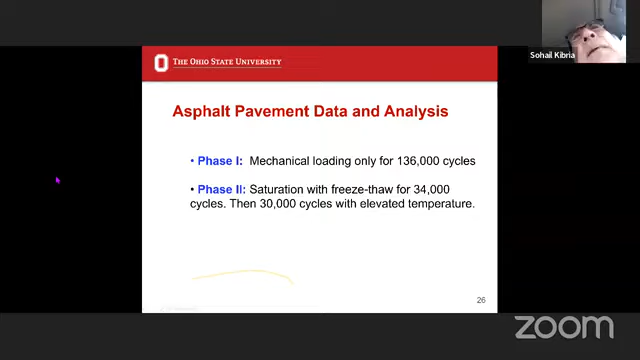 THE OHIO STATE UNIVERSITY
Sohail Kibria
Asphalt Pavement Data and Analysis
• Phase I: Mechanical loading only for 136,000 cycles
• Phase II: Saturation with freeze-thaw for 34,000
cycles. Then 30,000 cycles with elevated temperature.
26
zoom